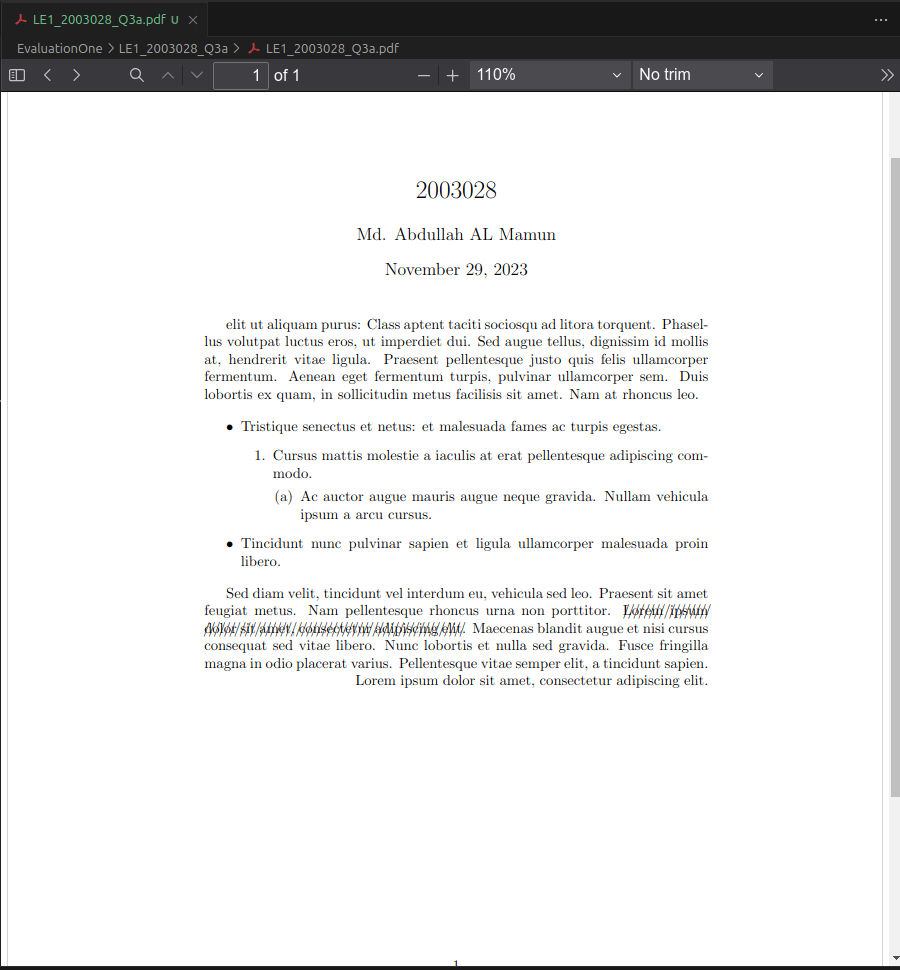 LE1_2003028_Q3a.pdf U
EvaluationOne > LE1_2003028_Q3a > LE1_2003028_Q3a.pdf
1 of 1 110% No trim
2003028
Md. Abdullah AL Mamun
November 29, 2023
elit ut aliquam purus: Class aptent taciti sociosqu ad litora torquent. Phasel-
lus volutpat luctus eros, ut imperdiet dui. Sed augue tellus, dignissim id mollis
at, hendrerit vitae ligula. Praesent pellentesque justo quis felis ullamcorper
fermentum. Aenean eget fermentum turpis, pulvinar ullamcorper sem. Duis
lobortis ex quam, in sollicitudin metus facilisis sit amet. Nam at rhoncus leo.
• Tristique senectus et netus: et malesuada fames ac turpis egestas.
1. Cursus mattis molestie a iaculis at erat pellentesque adipiscing com-
modo.
(a) Ac auctor augue mauris augue neque gravida. Nullam vehicula
ipsum a arcu cursus.
• Tincidunt nunc pulvinar sapien et ligula ullamcorper malesuada proin
libero.
Sed diam velit, tincidunt vel interdum eu, vehicula sed leo. Praesent sit amet
feugiat metus. Nam pellentesque rhoncus urna non porttitor. Lorem ipsum
dolor sit amet, consectetur adipiscing elit. Maecenas blandit augue et nisi cursus
consequat sed vitae libero. Nunc lobortis et nulla sed gravida. Fusce fringilla
magna in odio placerat varius. Pellentesque vitae semper elit, a tincidunt sapien.
Lorem ipsum dolor sit amet, consectetur adipiscing elit.
1